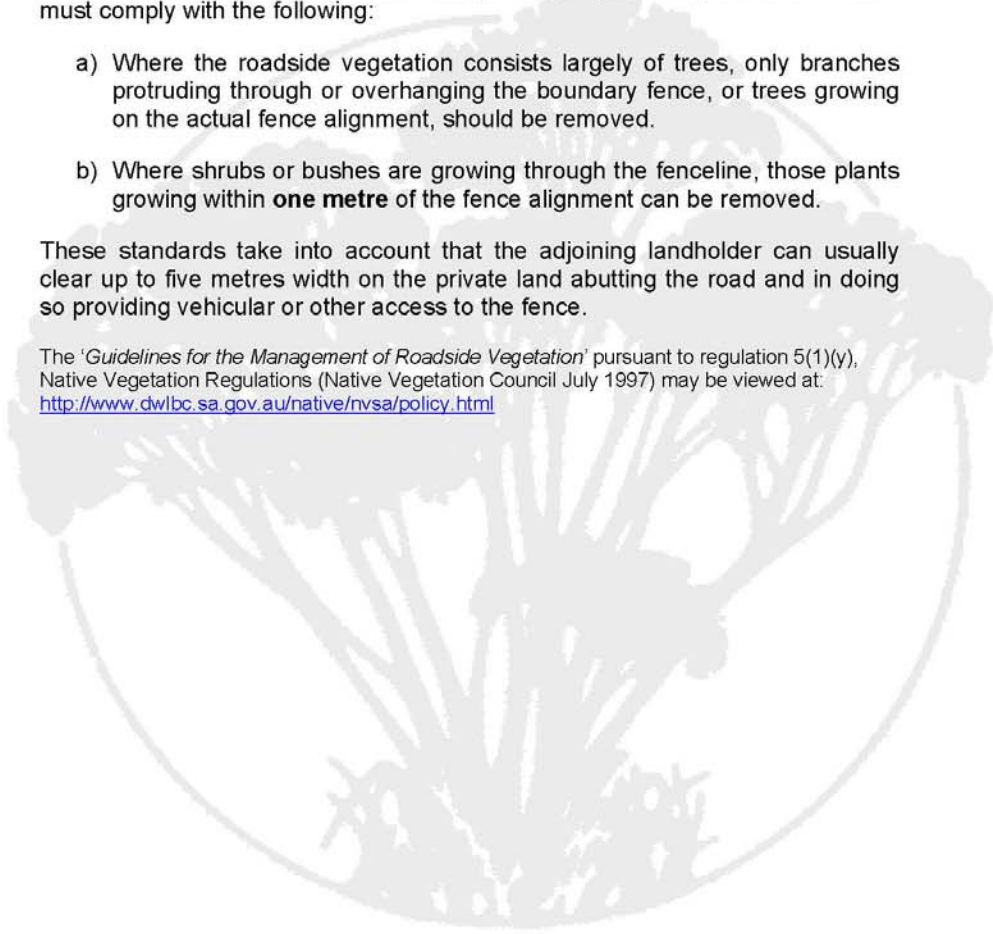 must comply with the following:
a) Where the roadside vegetation consists largely of trees, only branches
protruding through or overhanging the boundary fence, or trees growing
on the actual fence alignment, should be removed.
b) Where shrubs or bushes are growing through the fenceline, those plants
growing within one metre of the fence alignment can be removed.
These standards take into account that the adjoining landholder can usually
clear up to five metres width on the private land abutting the road and in doing
so providing vehicular or other access to the fence.
The 'Guidelines for the Management of Roadside Vegetation' pursuant to regulation 5(1)(y),
Native Vegetation Regulations (Native Vegetation Council July 1997) may be viewed at:
http://www.dwlbc.sa.gov.au/native/nvsa/policy.html